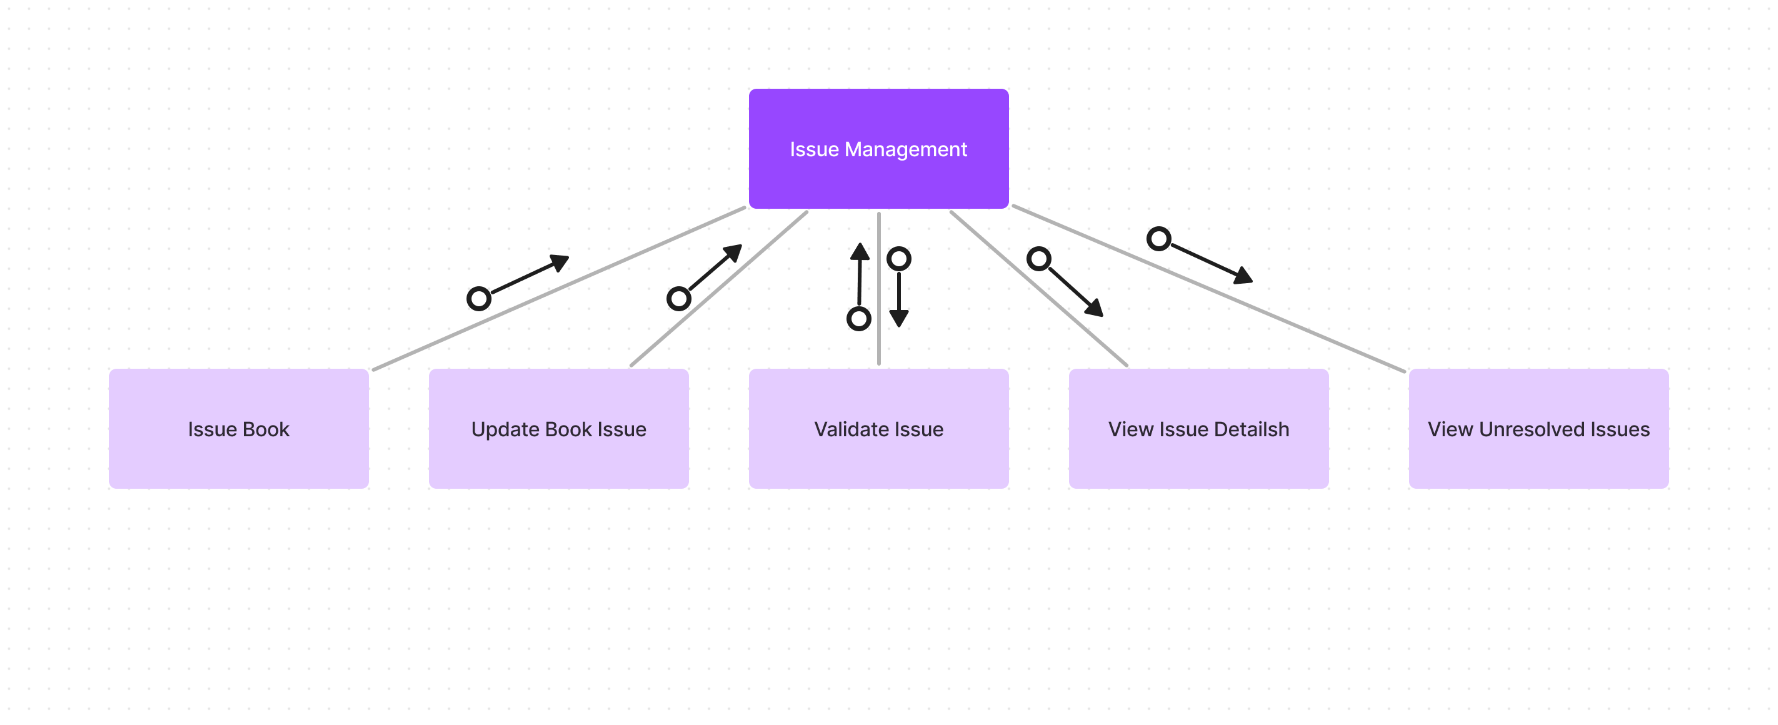 Issue Management
Issue Book
Update Book Issue
Validate Issue
View Issue Detailsh
View Unresolved Issues